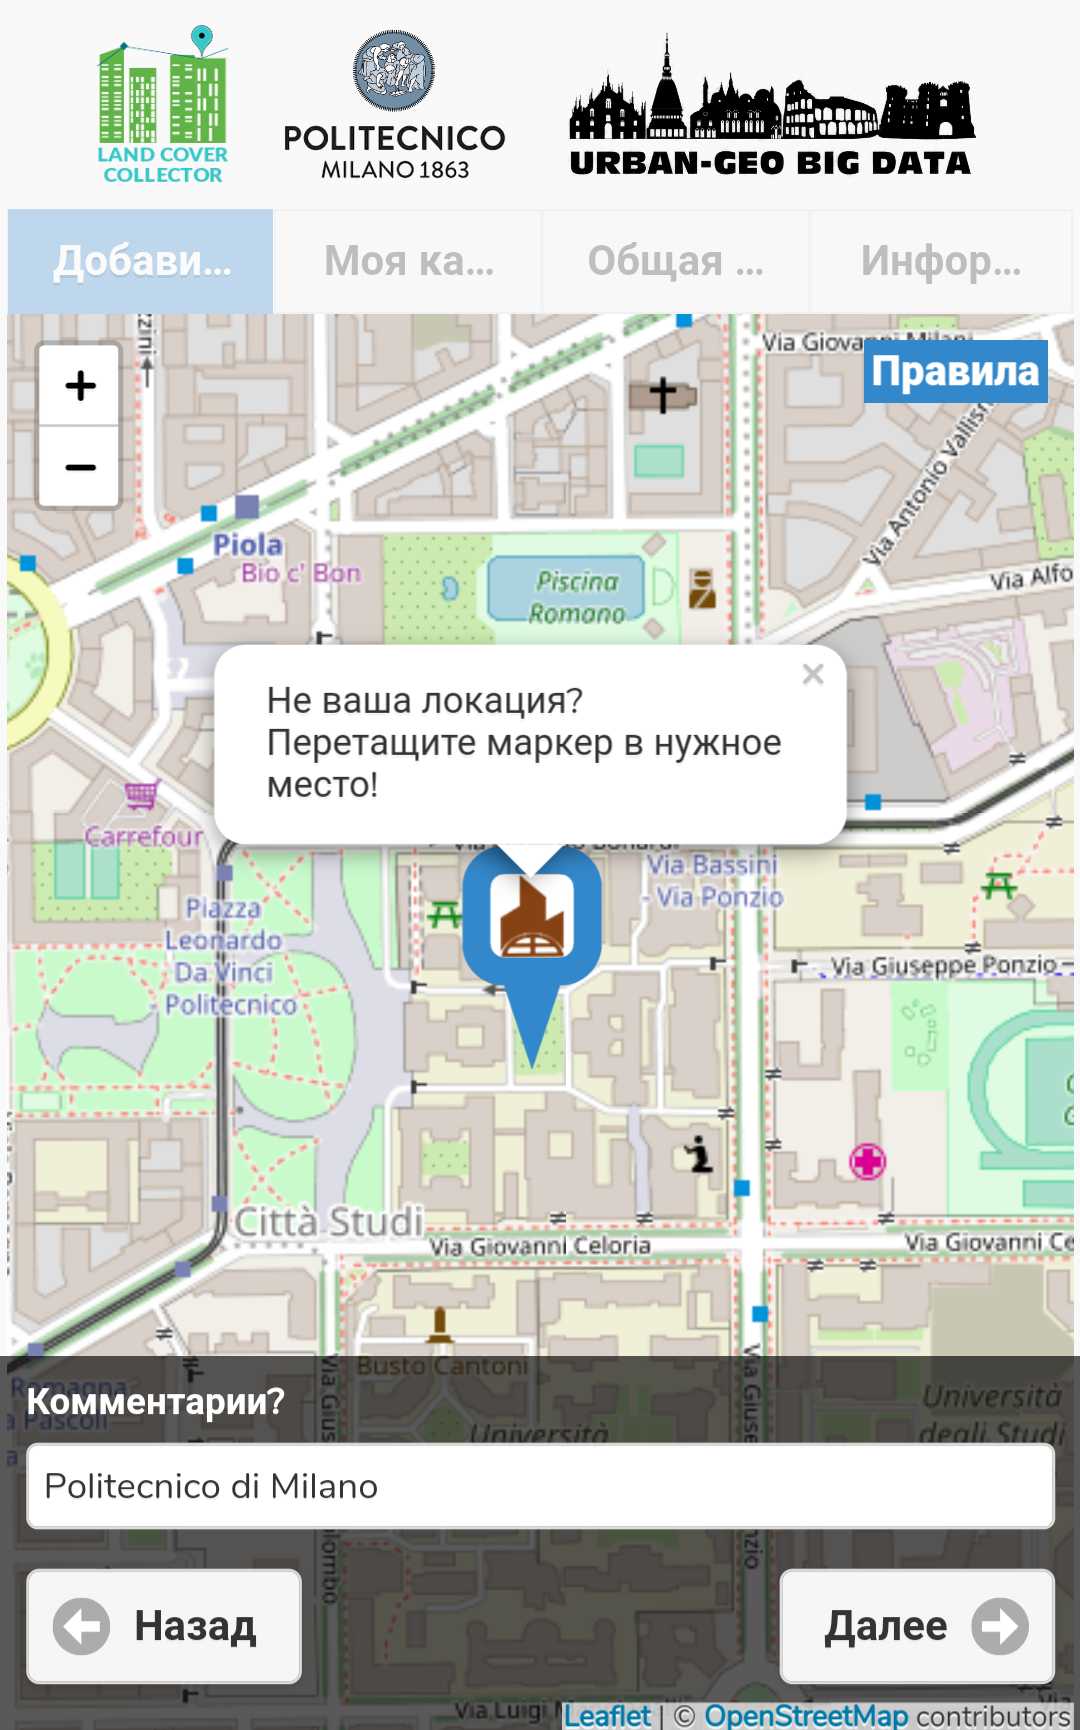 LAND COVER
COLLECTOR
POLITECNICO
MILANO 1863
URBAN-GEO BIG DATA
Добави...
Моя ка...
Общая ...
Инфор...
+
−
Правила
Via Antonio Vallisn
Via Alfo
Piola
Bio c' Bon
Piscina
Romano
×
Не ваша локация?
Перетащите маркер в нужное
место!
Carrefour
Via Bassini
- Via Ponzio
Piazza
Leonardo
Da Vinci
- Politecnico
Via Giuseppe Ponzio
Città Studi
Via Giovanni Celoria
Via Giovanni Ce
Busto Cantoni
Università
degli Studi
Università
Комментарии?
Politecnico di Milano
Назад
Далее
Via Luigi M
Leaflet | © OpenStreetMap contributors